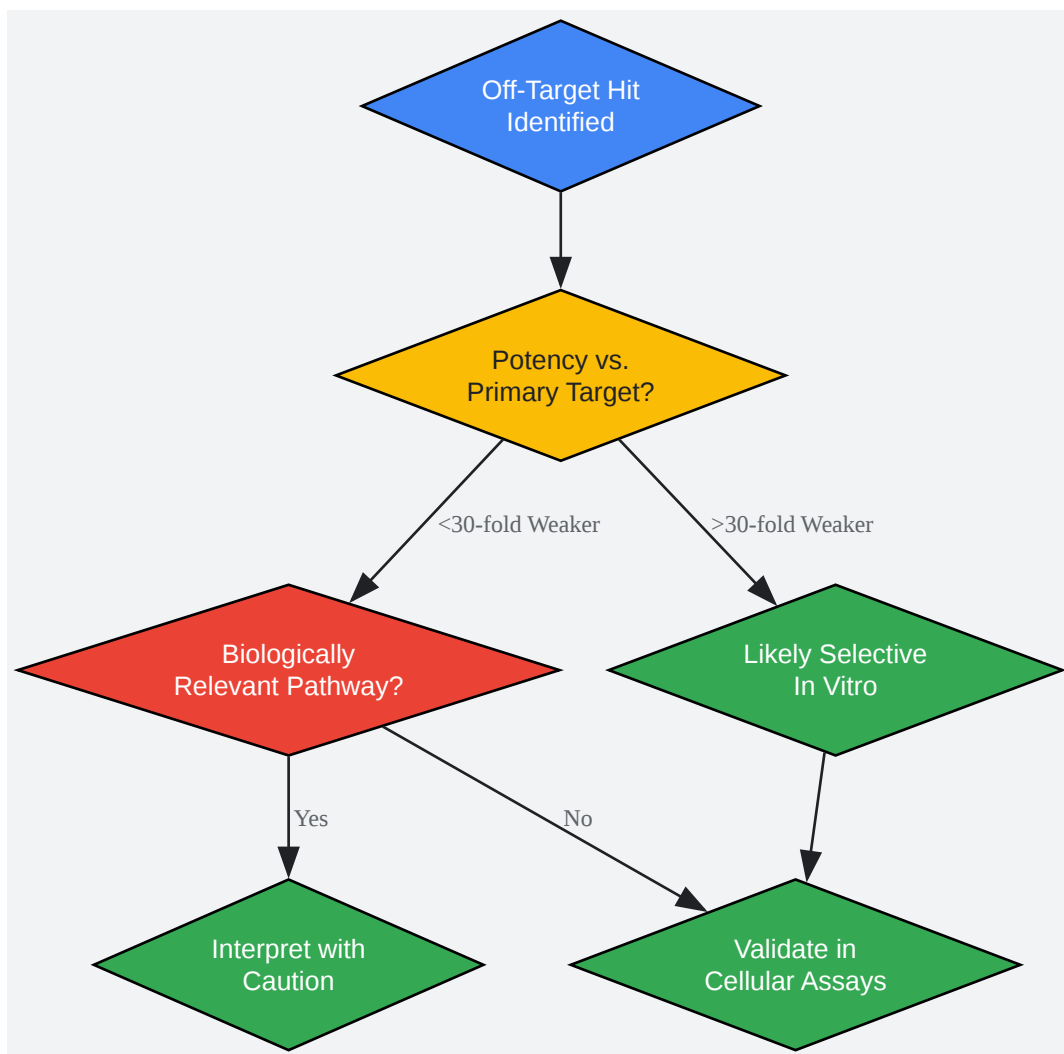 Off-Target Hit
Identified
Potency vs.
Primary Target?
<30-fold Weaker
>30-fold Weaker
Biologically
Relevant Pathway?
Likely Selective
In Vitro
Yes
No
Interpret with
Caution
Validate in
Cellular Assays